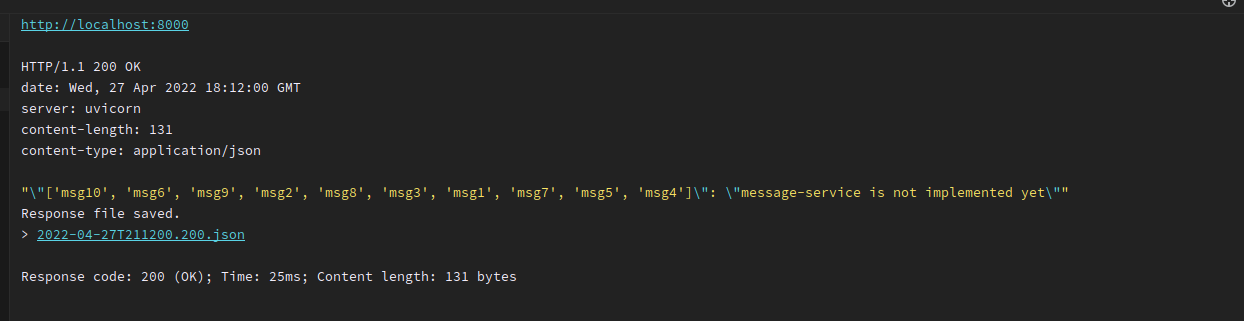 http://localhost:8000
HTTP/1.1 200 OK
date: Wed, 27 Apr 2022 18:12:00 GMT
server: uvicorn
content-length: 131
content-type: application/json
"\"['msg10', 'msg6', 'msg9', 'msg2', 'msg8', 'msg3', 'msg1', 'msg7', 'msg5', 'msg4']\": \"message-service is not implemented yet\""
Response file saved.
> 2022-04-27T211200.200.json
Response code: 200 (OK); Time: 25ms; Content length: 131 bytes